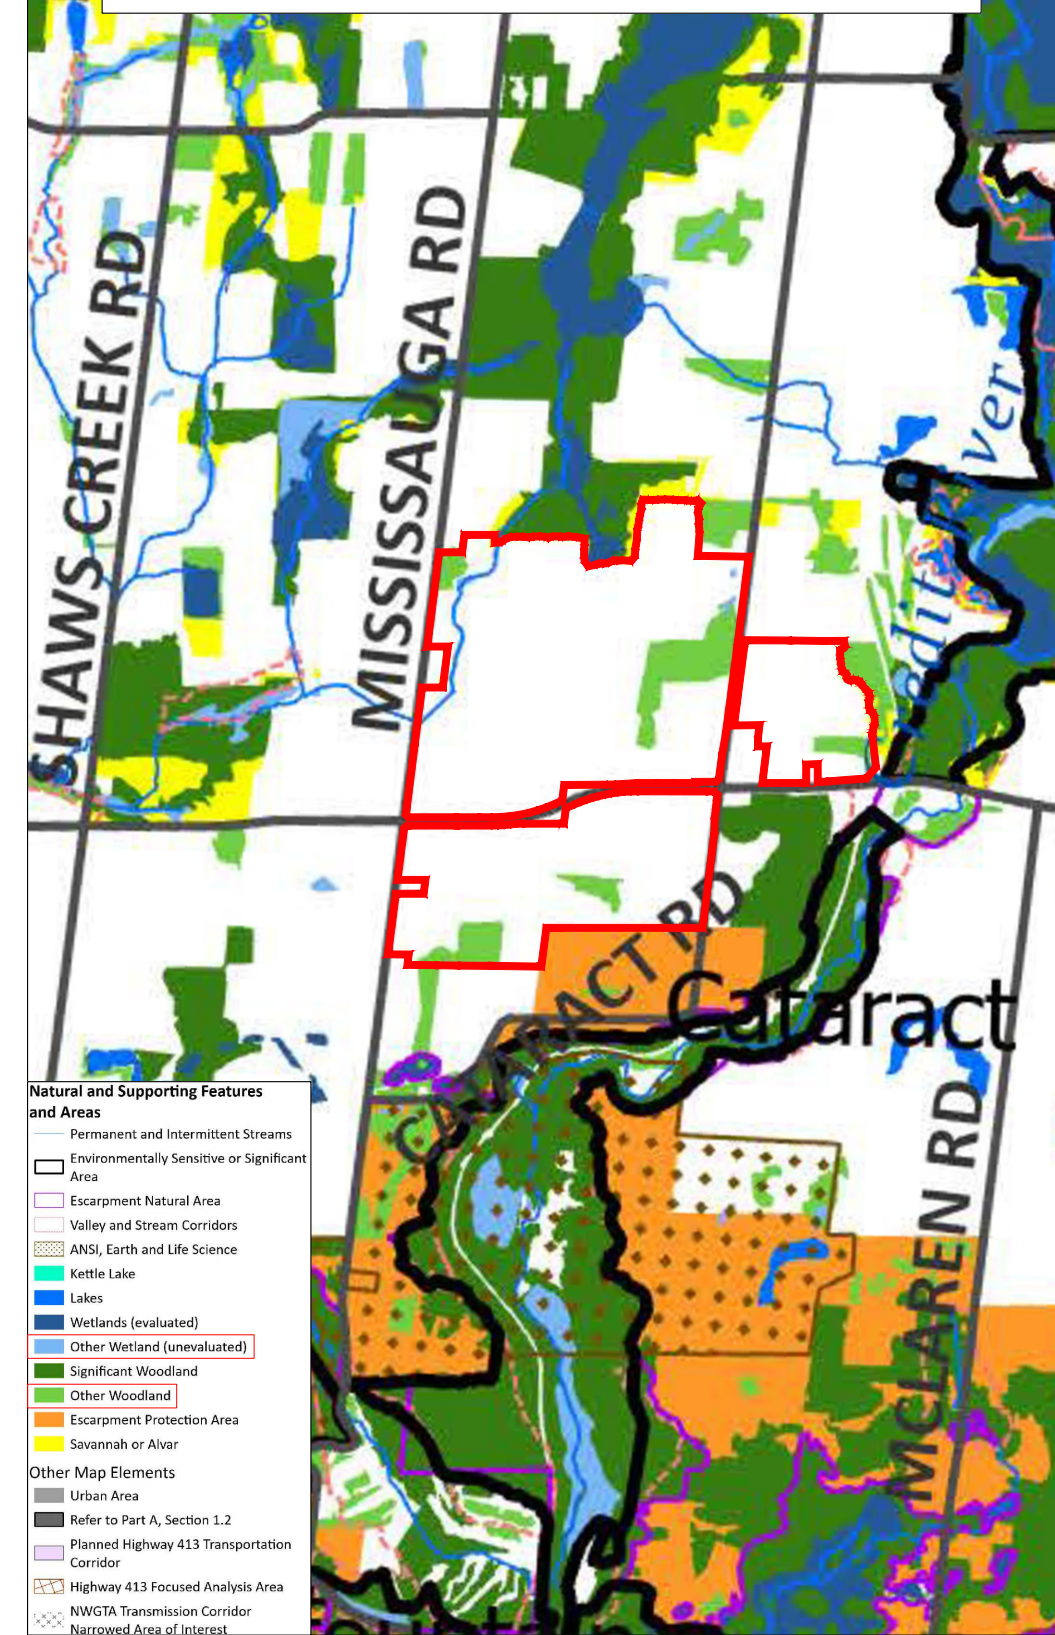 SHAWS CREEK RD
MISSISSAUGA RD
CATARACT RD
Cataract
MCLAREN RD
Natural and Supporting Features
and Areas
Permanent and Intermittent Streams
Environmentally Sensitive or Significant
Area
Escarpment Natural Area
Valley and Stream Corridors
ANSI, Earth and Life Science
Kettle Lake
Lakes
Wetlands (evaluated)
Other Wetland (unevaluated)
Significant Woodland
Other Woodland
Escarpment Protection Area
Savannah or Alvar
Other Map Elements
Urban Area
Refer to Part A, Section 1.2
Planned Highway 413 Transportation
Corridor
Highway 413 Focused Analysis Area
NWGTA Transmission Corridor
Narrowed Area of Interest